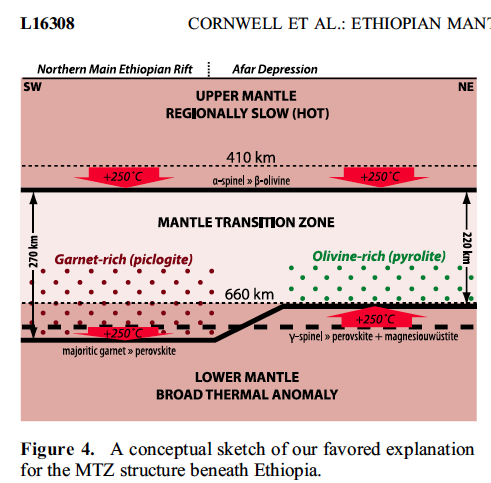 L16308
CORNWELL ET AL.: ETHIOPIAN MANT
Northern Main Ethiopian Rift
Afar Depression
SW
NE
UPPER MANTLE
REGIONALLY SLOW (HOT)
410 km
+250°C
+250°C
α-spinel » β-olivine
MANTLE TRANSITION ZONE
270 km
220 km
Garnet-rich (piclogite)
Olivine-rich (pyrolite)
660 km
+250°C
+250°C
majoritic garnet » perovskite
γ-spinel » perovskite + magnesiouwüstite
LOWER MANTLE
BROAD THERMAL ANOMALY
Figure 4. A conceptual sketch of our favored explanation
for the MTZ structure beneath Ethiopia.